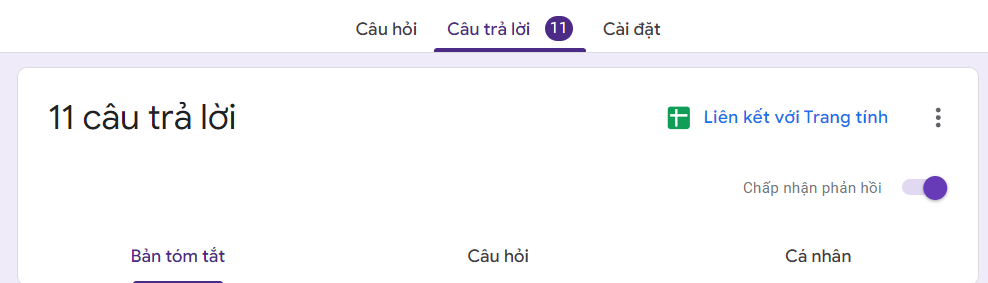 Câu hỏi Câu trả lời 11 Cài đặt
11 câu trả lời Liên kết với Trang tính
Chấp nhận phản hồi
Bản tóm tắt Câu hỏi Cá nhân